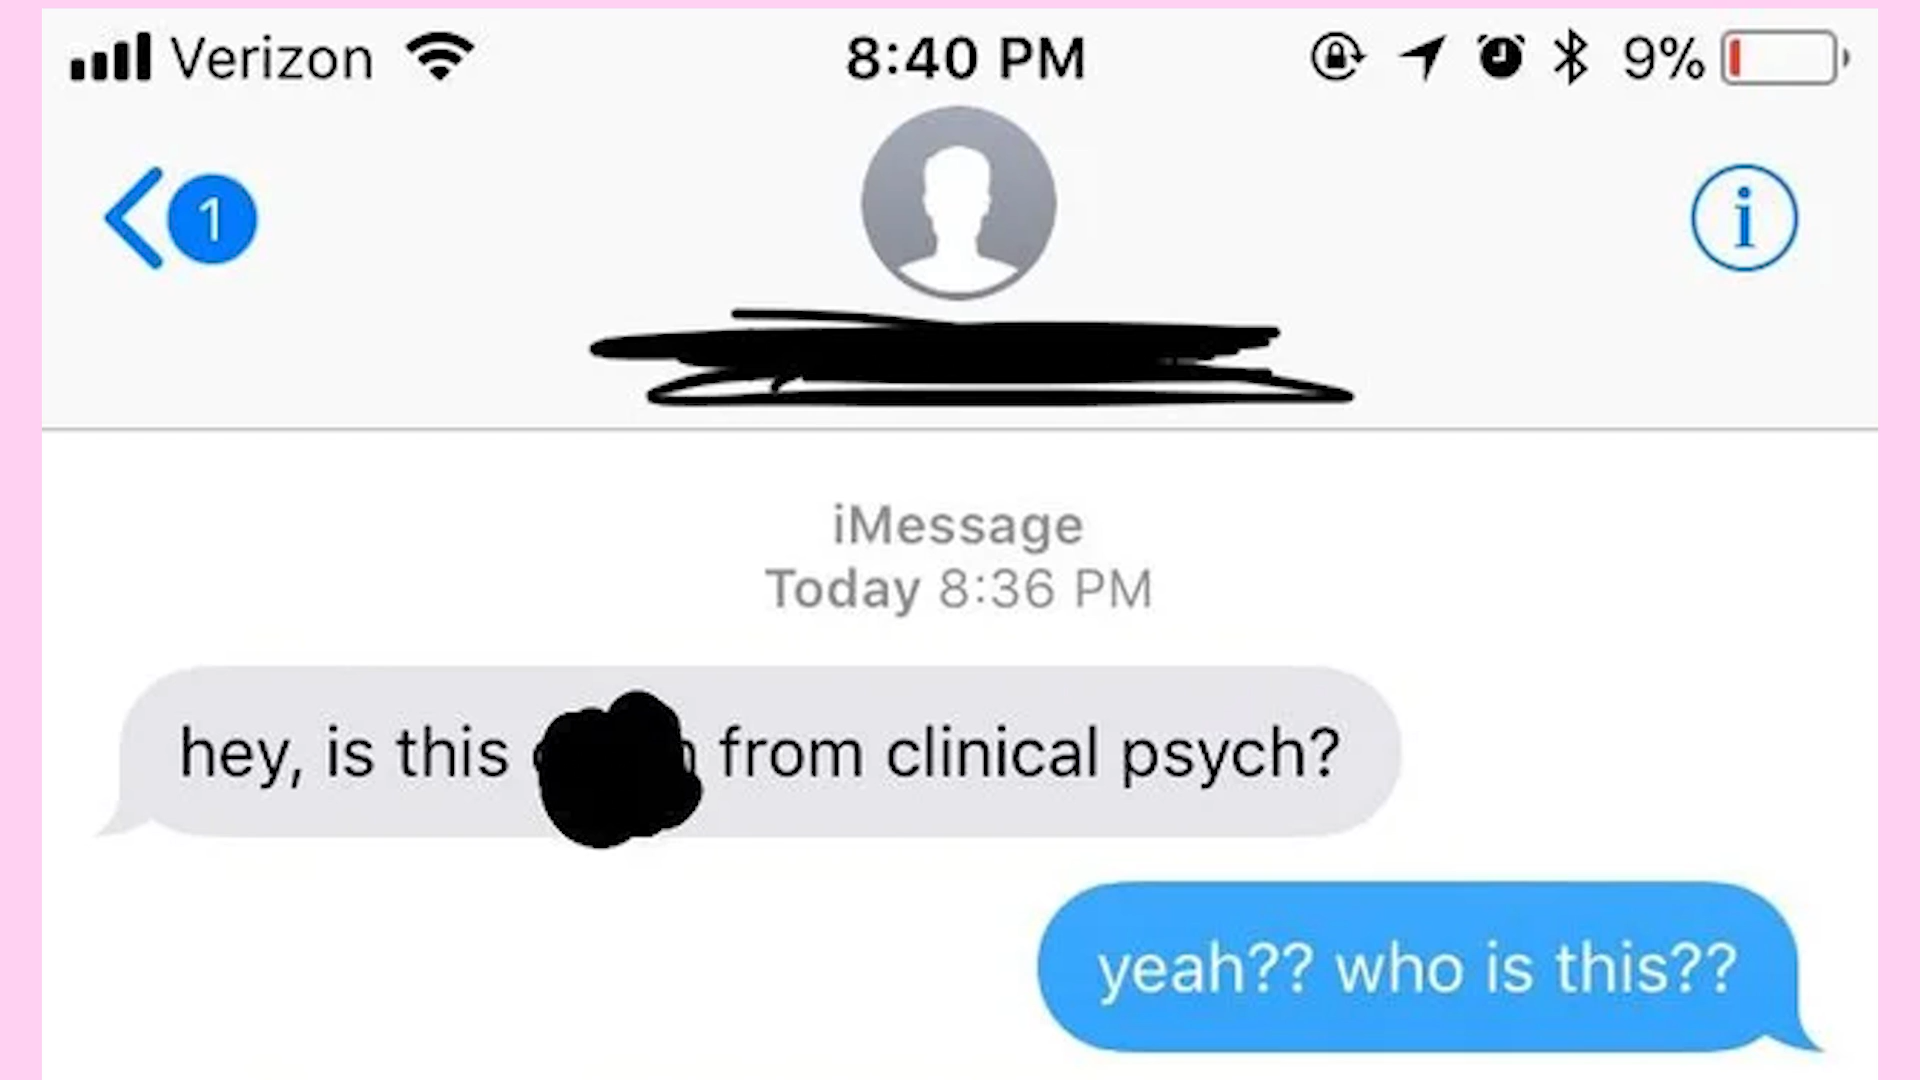 Verizon 8:40 PM 9%
1
iMessage
Today 8:36 PM
hey, is this from clinical psych?
yeah?? who is this??